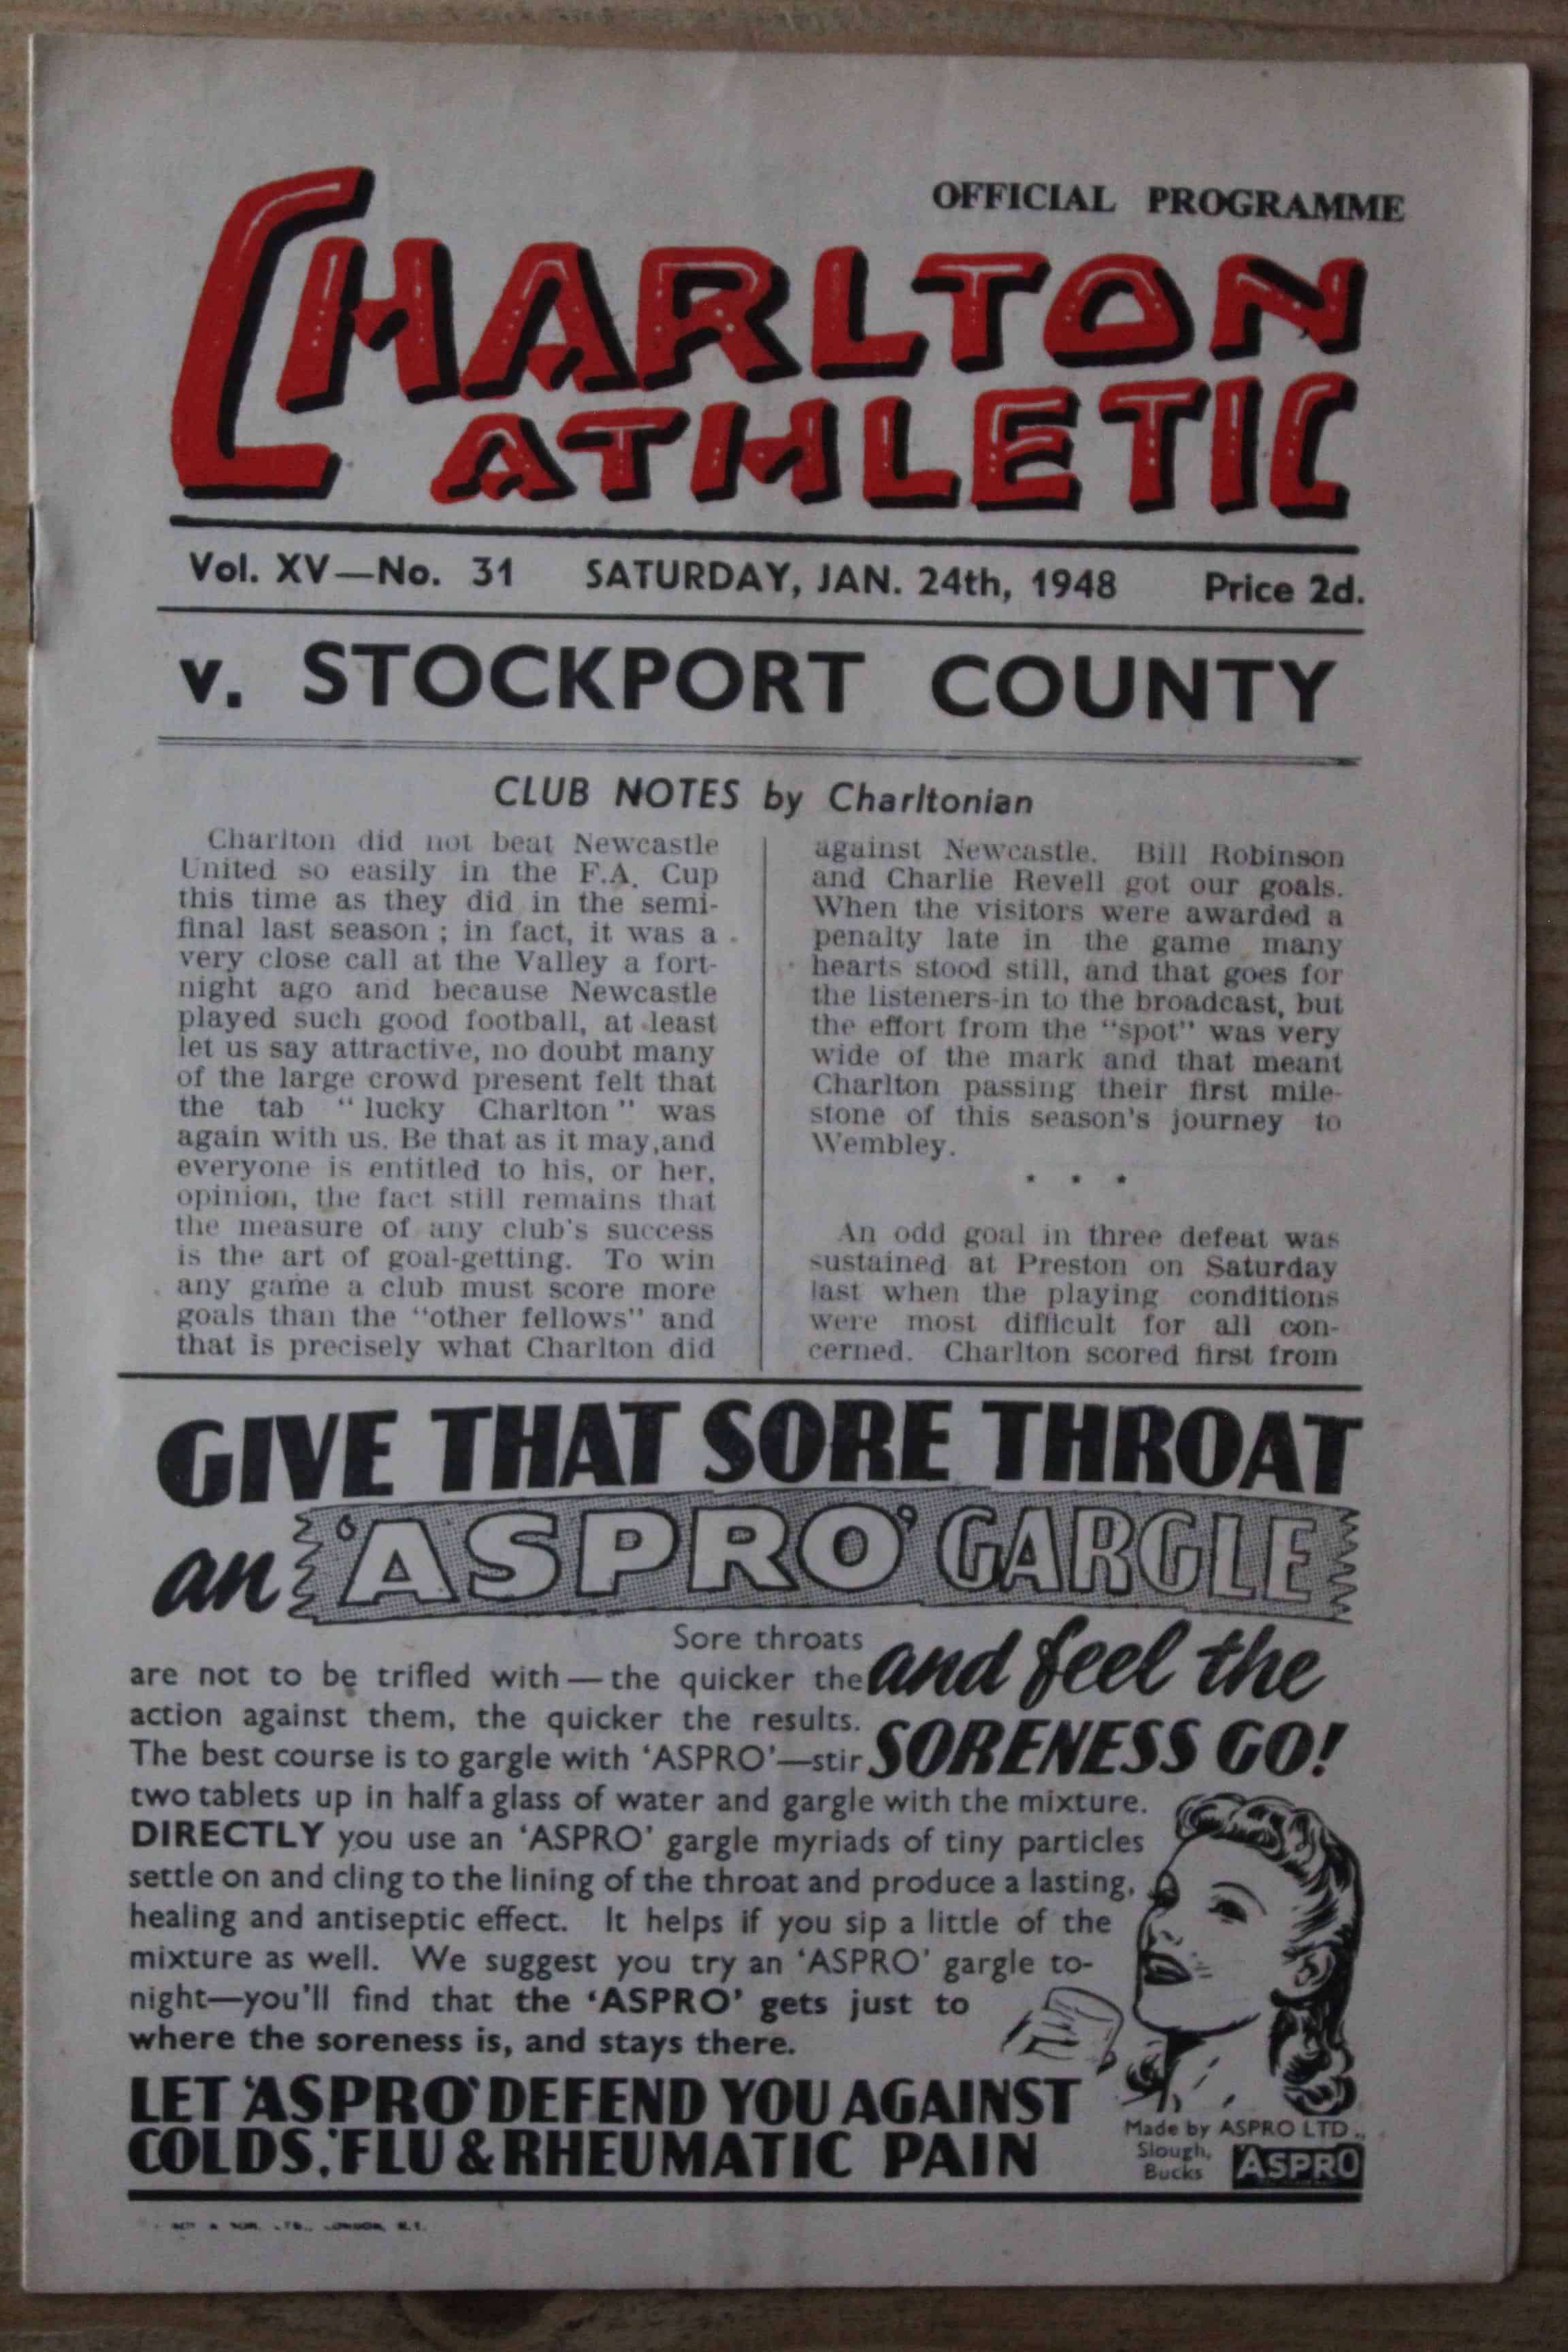 OFFICIAL PROGRAMME
CHARLTON
ATHLETIC
Vol. XV—No. 31 SATURDAY, JAN. 24th, 1948 Price 2d.
v. STOCKPORT COUNTY
CLUB NOTES by Charltonian
Charlton did not beat Newcastle
United so easily in the F.A. Cup
this time as they did in the semi-
final last season ; in fact, it was a
very close call at the Valley a fort-
night ago and because Newcastle
played such good football, at least
let us say attractive, no doubt many
of the large crowd present felt that
the tab “ lucky Charlton ” was
again with us. Be that as it may,and
everyone is entitled to his, or her,
opinion, the fact still remains that
the measure of any club's success
is the art of goal-getting. To win
any game a club must score more
goals than the “other fellows” and
that is precisely what Charlton did
against Newcastle. Bill Robinson
and Charlie Revell got our goals.
When the visitors were awarded a
penalty late in the game many
hearts stood still, and that goes for
the listeners-in to the broadcast, but
the effort from the “spot” was very
wide of the mark and that meant
Charlton passing their first mile-
stone of this season's journey to
Wembley.
* * *
An odd goal in three defeat was
sustained at Preston on Saturday
last when the playing conditions
were most difficult for all con-
cerned. Charlton scored first from
GIVE THAT SORE THROAT
an ‘ASPRO’ GARGLE
and feel the
SORENESS GO!
Sore throats
are not to be trifled with — the quicker the
action against them, the quicker the results.
The best course is to gargle with ‘ASPRO’—stir
two tablets up in half a glass of water and gargle with the mixture.
DIRECTLY you use an ‘ASPRO’ gargle myriads of tiny particles
settle on and cling to the lining of the throat and produce a lasting,
healing and antiseptic effect. It helps if you sip a little of the
mixture as well. We suggest you try an ‘ASPRO’ gargle to-
night—you'll find that the ‘ASPRO’ gets just to
where the soreness is, and stays there.
LET ‘ASPRO’ DEFEND YOU AGAINST
COLDS, 'FLU & RHEUMATIC PAIN
Made by ASPRO LTD.,
Slough,
Bucks
ASPRO
LONDON,